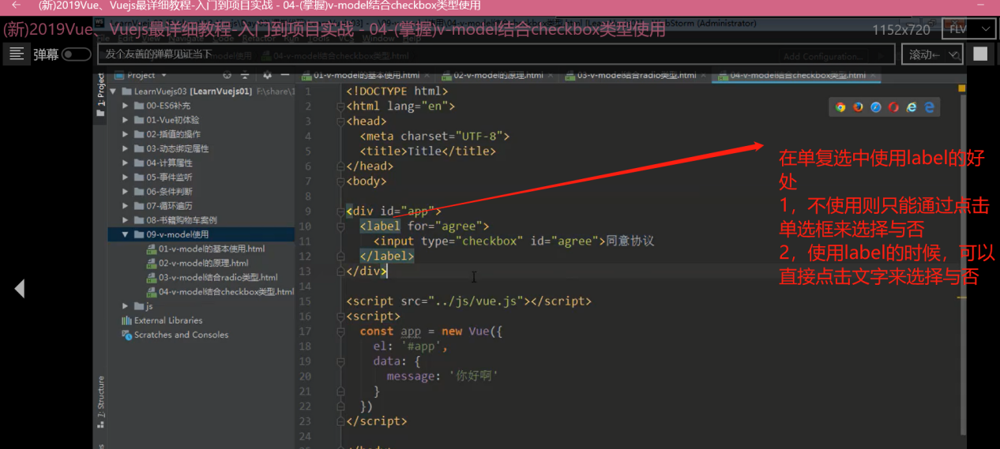 (新)2019Vue、Vuejs最详细教程-入门到项目实战 - 04-(掌握)v-model结合checkbox类型使用
(新)2019Vue、Vuejs最详细教程-入门到项目实战 - 04-(掌握)v-model结合checkbox类型使用
1152x720
FLV
弹幕
发个友善的弹幕见证当下
滚动←
Add Configuration...
1: Project
Project
01-v-model的基本使用.html
02-v-model的原理.html
03-v-model结合radio类型.html
04-v-model结合checkbox类型.html
LearnVuejs03 [LearnVuejs01] F:\share\1
00-ES6补充
01-Vue初体验
02-插值的操作
03-动态绑定属性
04-计算属性
05-事件监听
06-条件判断
07-循环遍历
08-书籍购物车案例
09-v-model使用
01-v-model的基本使用.html
02-v-model的原理.html
03-v-model结合radio类型.html
04-v-model结合checkbox类型.html
js
External Libraries
Scratches and Consoles
7: Structure
1 <!DOCTYPE html>
2 <html lang="en">
3 <head>
4 <meta charset="UTF-8">
5 <title>Title</title>
6 </head>
7 <body>
8
9 <div id="app">
10 <label for="agree">
11 <input type="checkbox" id="agree">同意协议
12 </label>
13 </div>
14
15 <script src="../js/vue.js"></script>
16 <script>
17 const app = new Vue({
18 el: '#app',
19 data: {
20 message: '你好啊'
21 }
22 })
23 </script>
24
</body>
在单复选中使用label的好
处
1，不使用则只能通过点击
单选框来选择与否
2，使用label的时候，可以
直接点击文字来选择与否